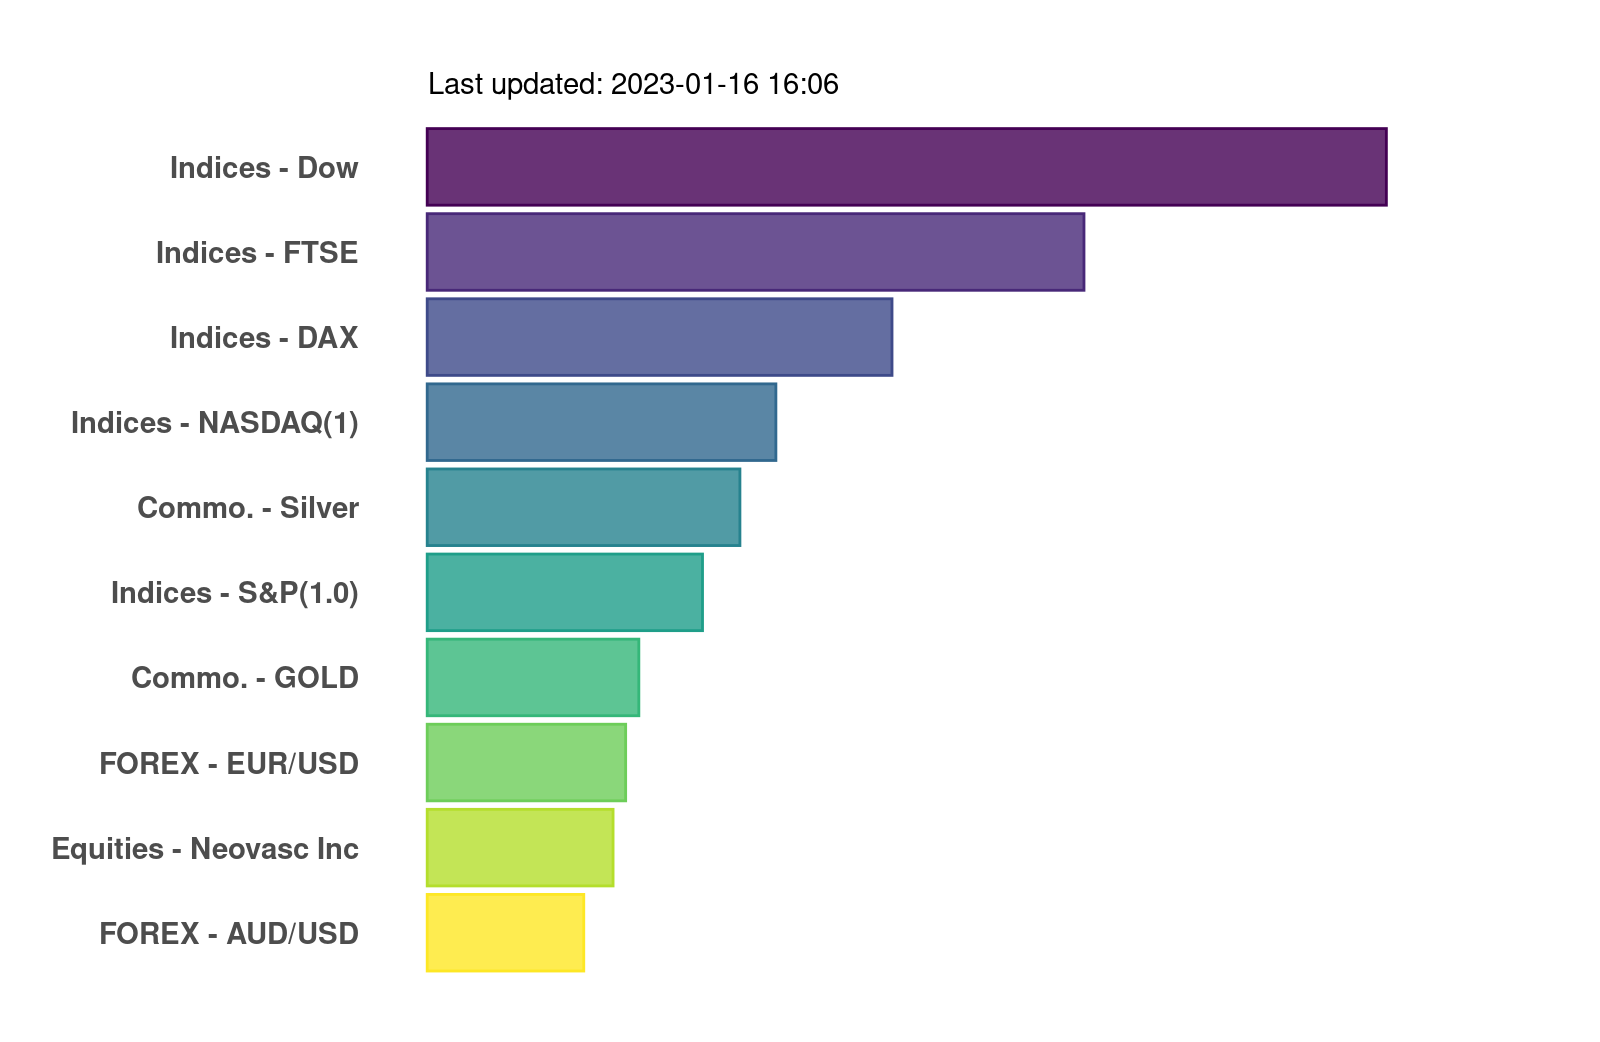 Last updated: 2023-01-16 16:06
Indices - Dow
Indices - FTSE
Indices - DAX
Indices - NASDAQ(1)
Commo. - Silver
Indices - S&P(1.0)
Commo. - GOLD
FOREX - EUR/USD
Equities - Neovasc Inc
FOREX - AUD/USD